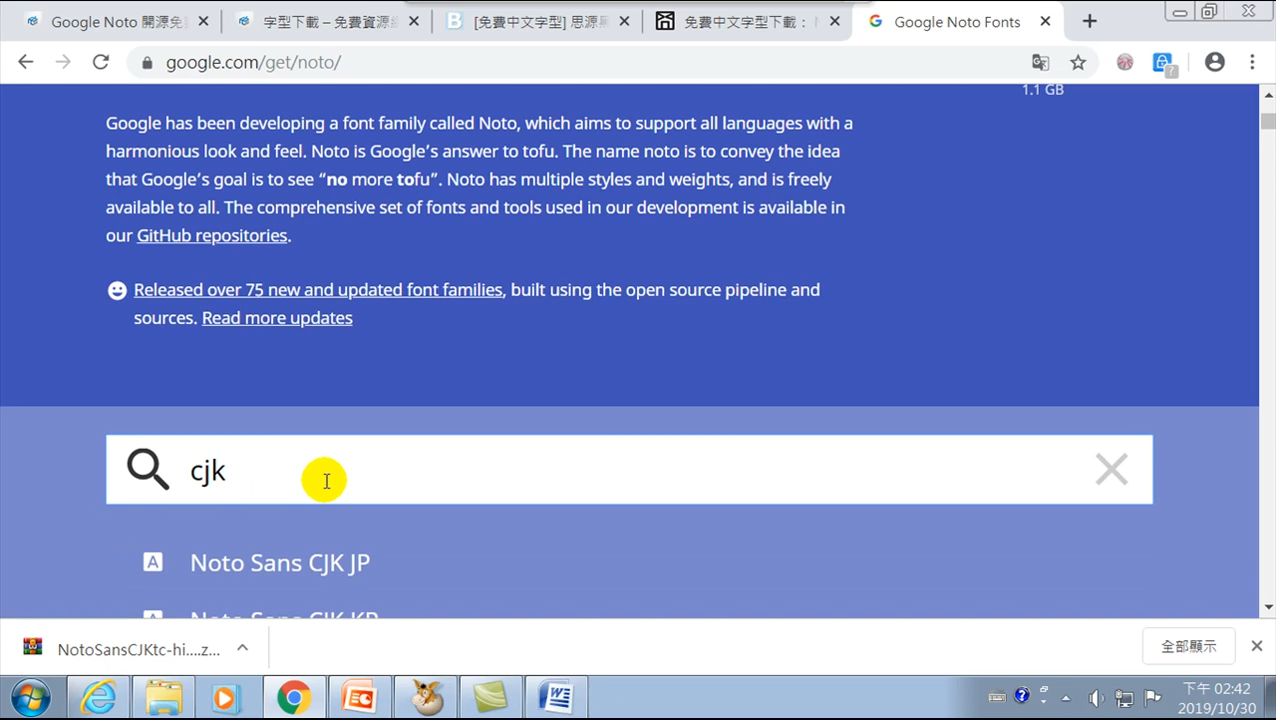 Google Noto 開源免
字型下載 – 免費資源
[免費中文字型] 思源
免費中文字型下載：
Google Noto Fonts
google.com/get/noto/
1.1 GB
Google has been developing a font family called Noto, which aims to support all languages with a
harmonious look and feel. Noto is Google’s answer to tofu. The name noto is to convey the idea
that Google’s goal is to see “no more tofu”. Noto has multiple styles and weights, and is freely
available to all. The comprehensive set of fonts and tools used in our development is available in
our GitHub repositories.
Released over 75 new and updated font families, built using the open source pipeline and
sources. Read more updates
cjk
Noto Sans CJK JP
Noto Sans CJK KR
NotoSansCJKtc-hi....z...
全部顯示
下午 02:42
2019/10/30